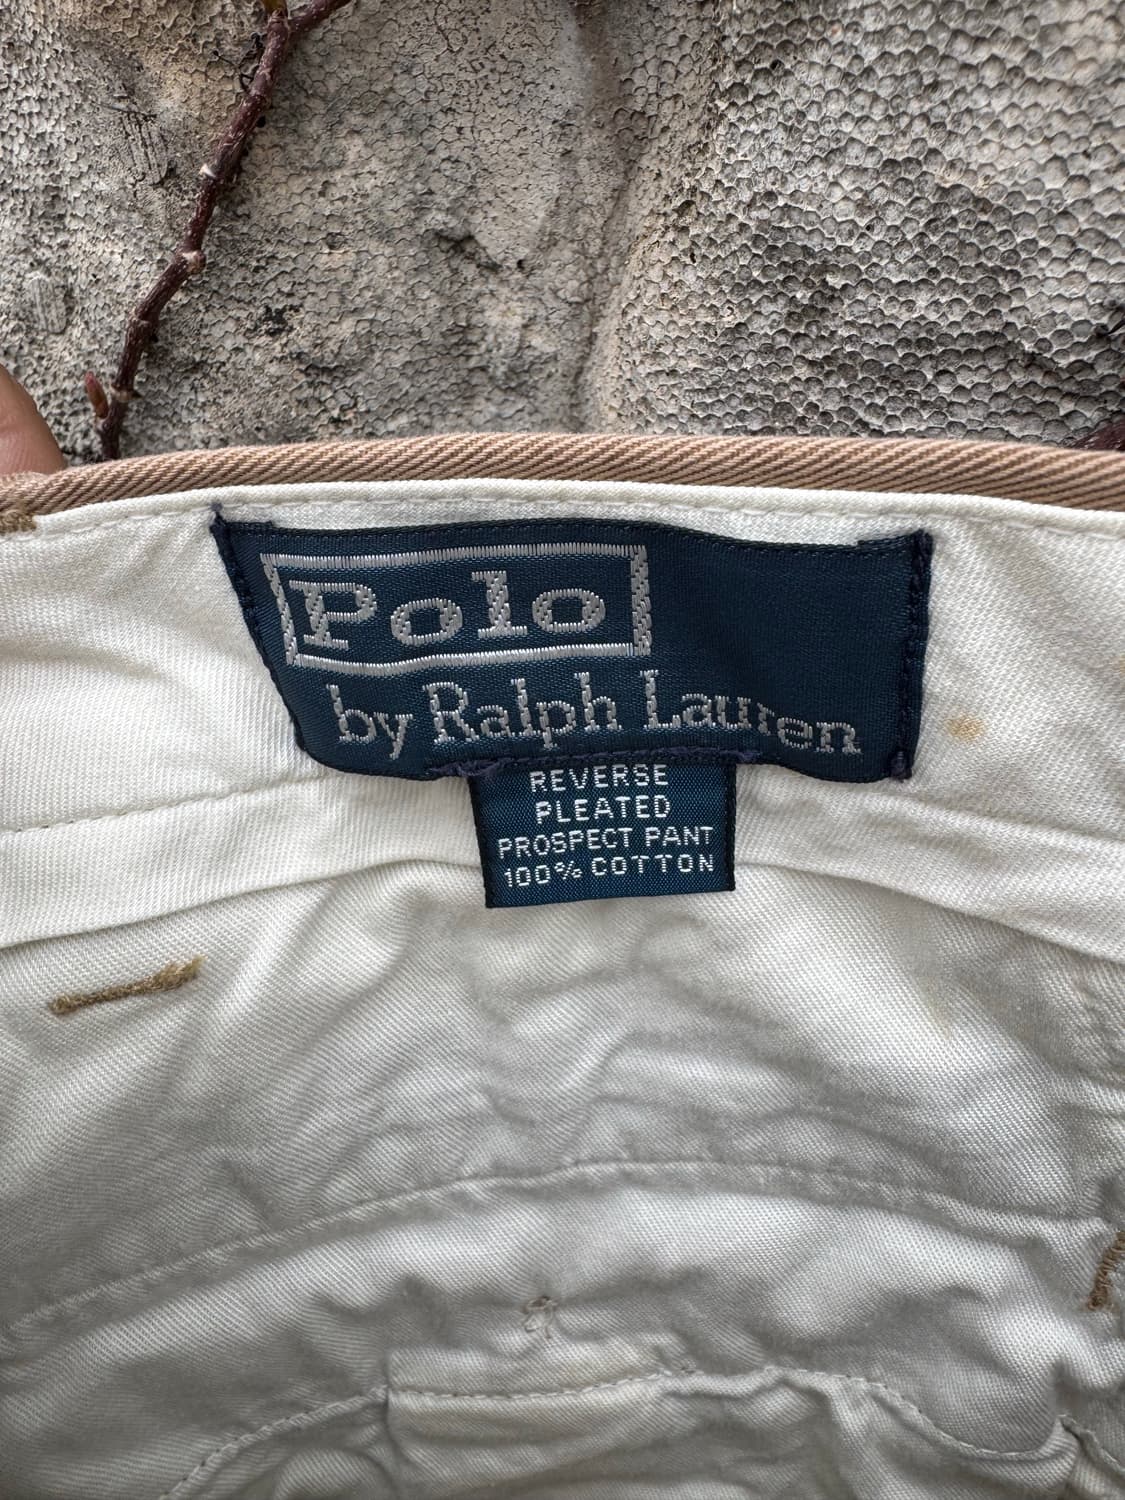 Polo
by Ralph Lauren
REVERSE
PLEATED
PROSPECT PANT
100% COTTON